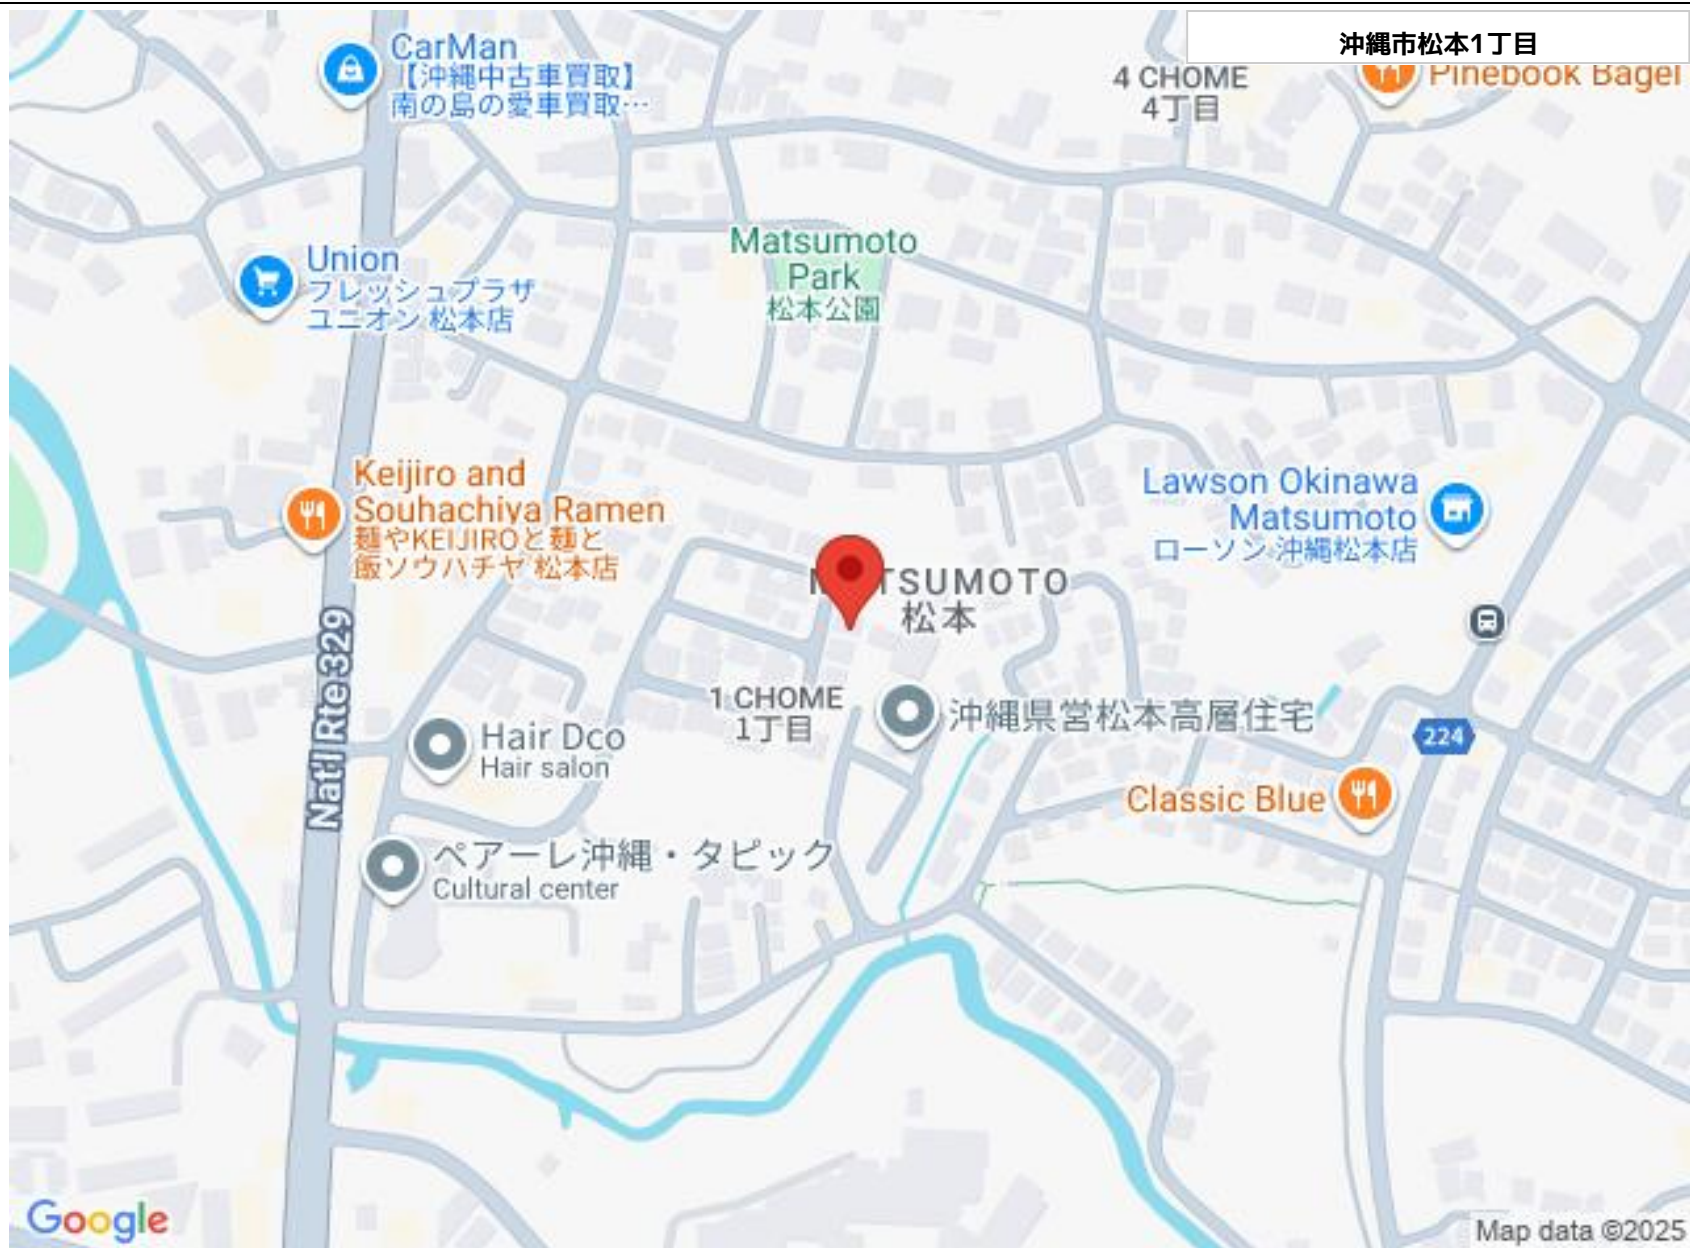 沖縄市松本1丁目
CarMan
【沖縄中古車買取】
南の島の愛車買取…
4 CHOME
4丁目
Pinebook Bagel
Union
フレッシュプラザ
ユニオン 松本店
Matsumoto
Park
松本公園
Keijiro and
Souhachiya Ramen
麺やKEIJIROと麺と
飯ソウハチヤ 松本店
Lawson Okinawa
Matsumoto
ローソン 沖縄松本店
MATSUMOTO
松本
Nat'l Rte 329
1 CHOME
1丁目
沖縄県営松本高層住宅
224
Hair Dco
Hair salon
Classic Blue
ペアーレ沖縄・タピック
Cultural center
Google
Map data ©2025